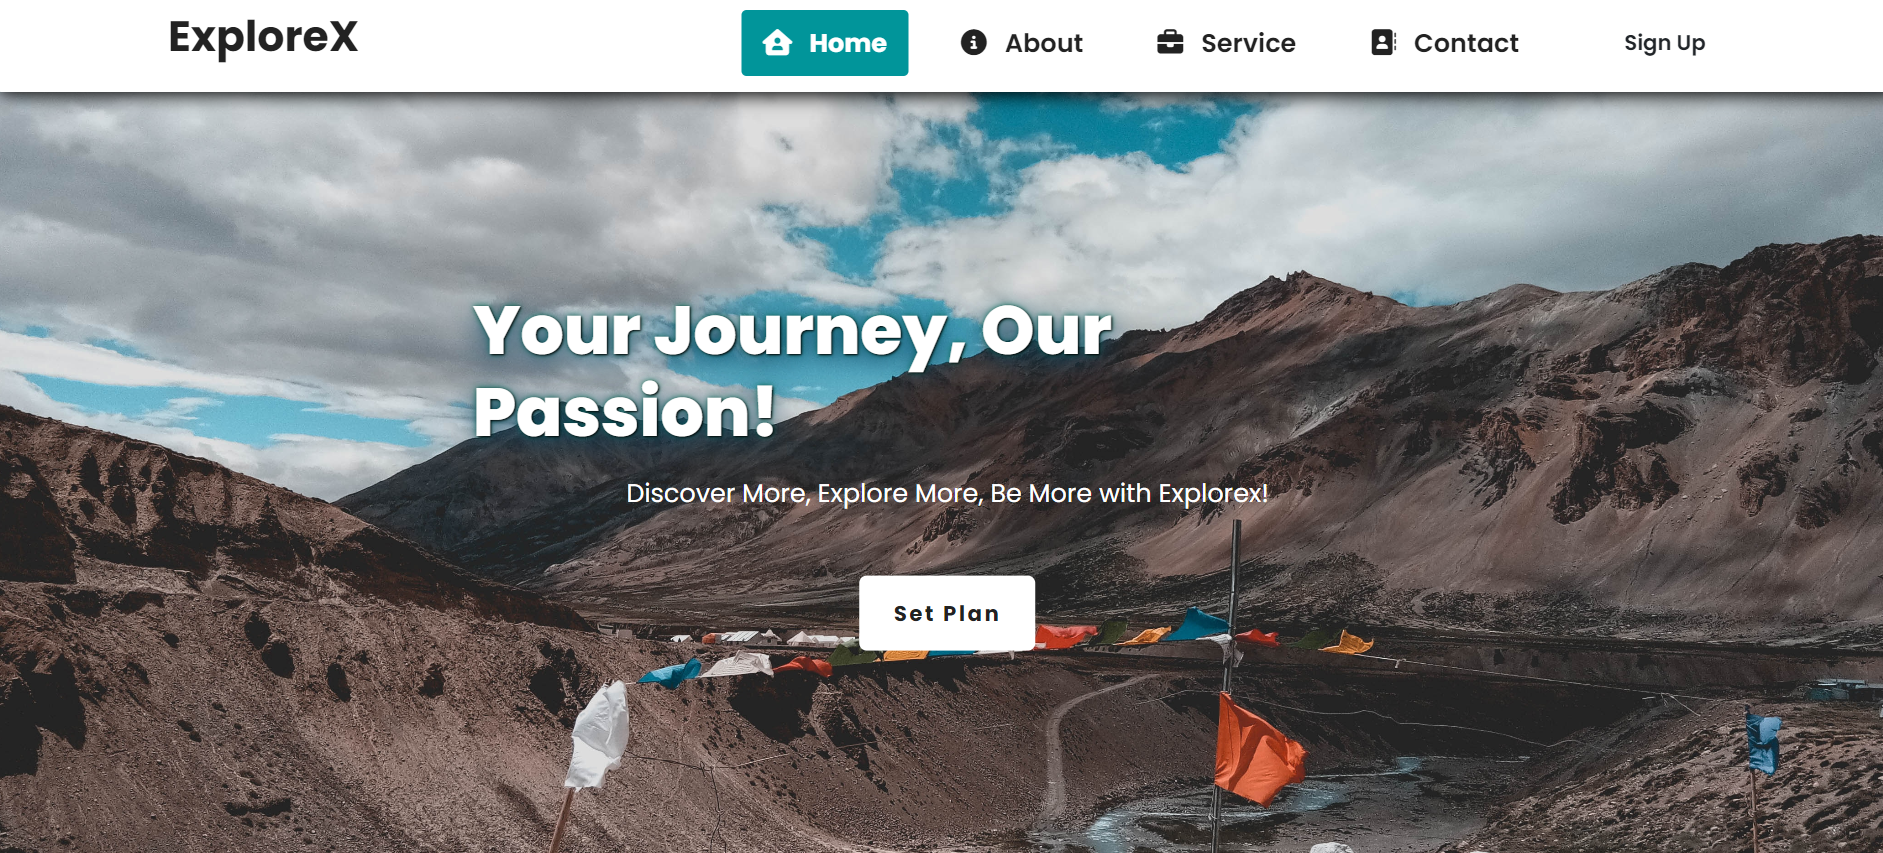 ExploreX
Home
About
Service
Contact
Sign Up
Your Journey, Our
Passion!
Discover More, Explore More, Be More with Explorex!
Set Plan